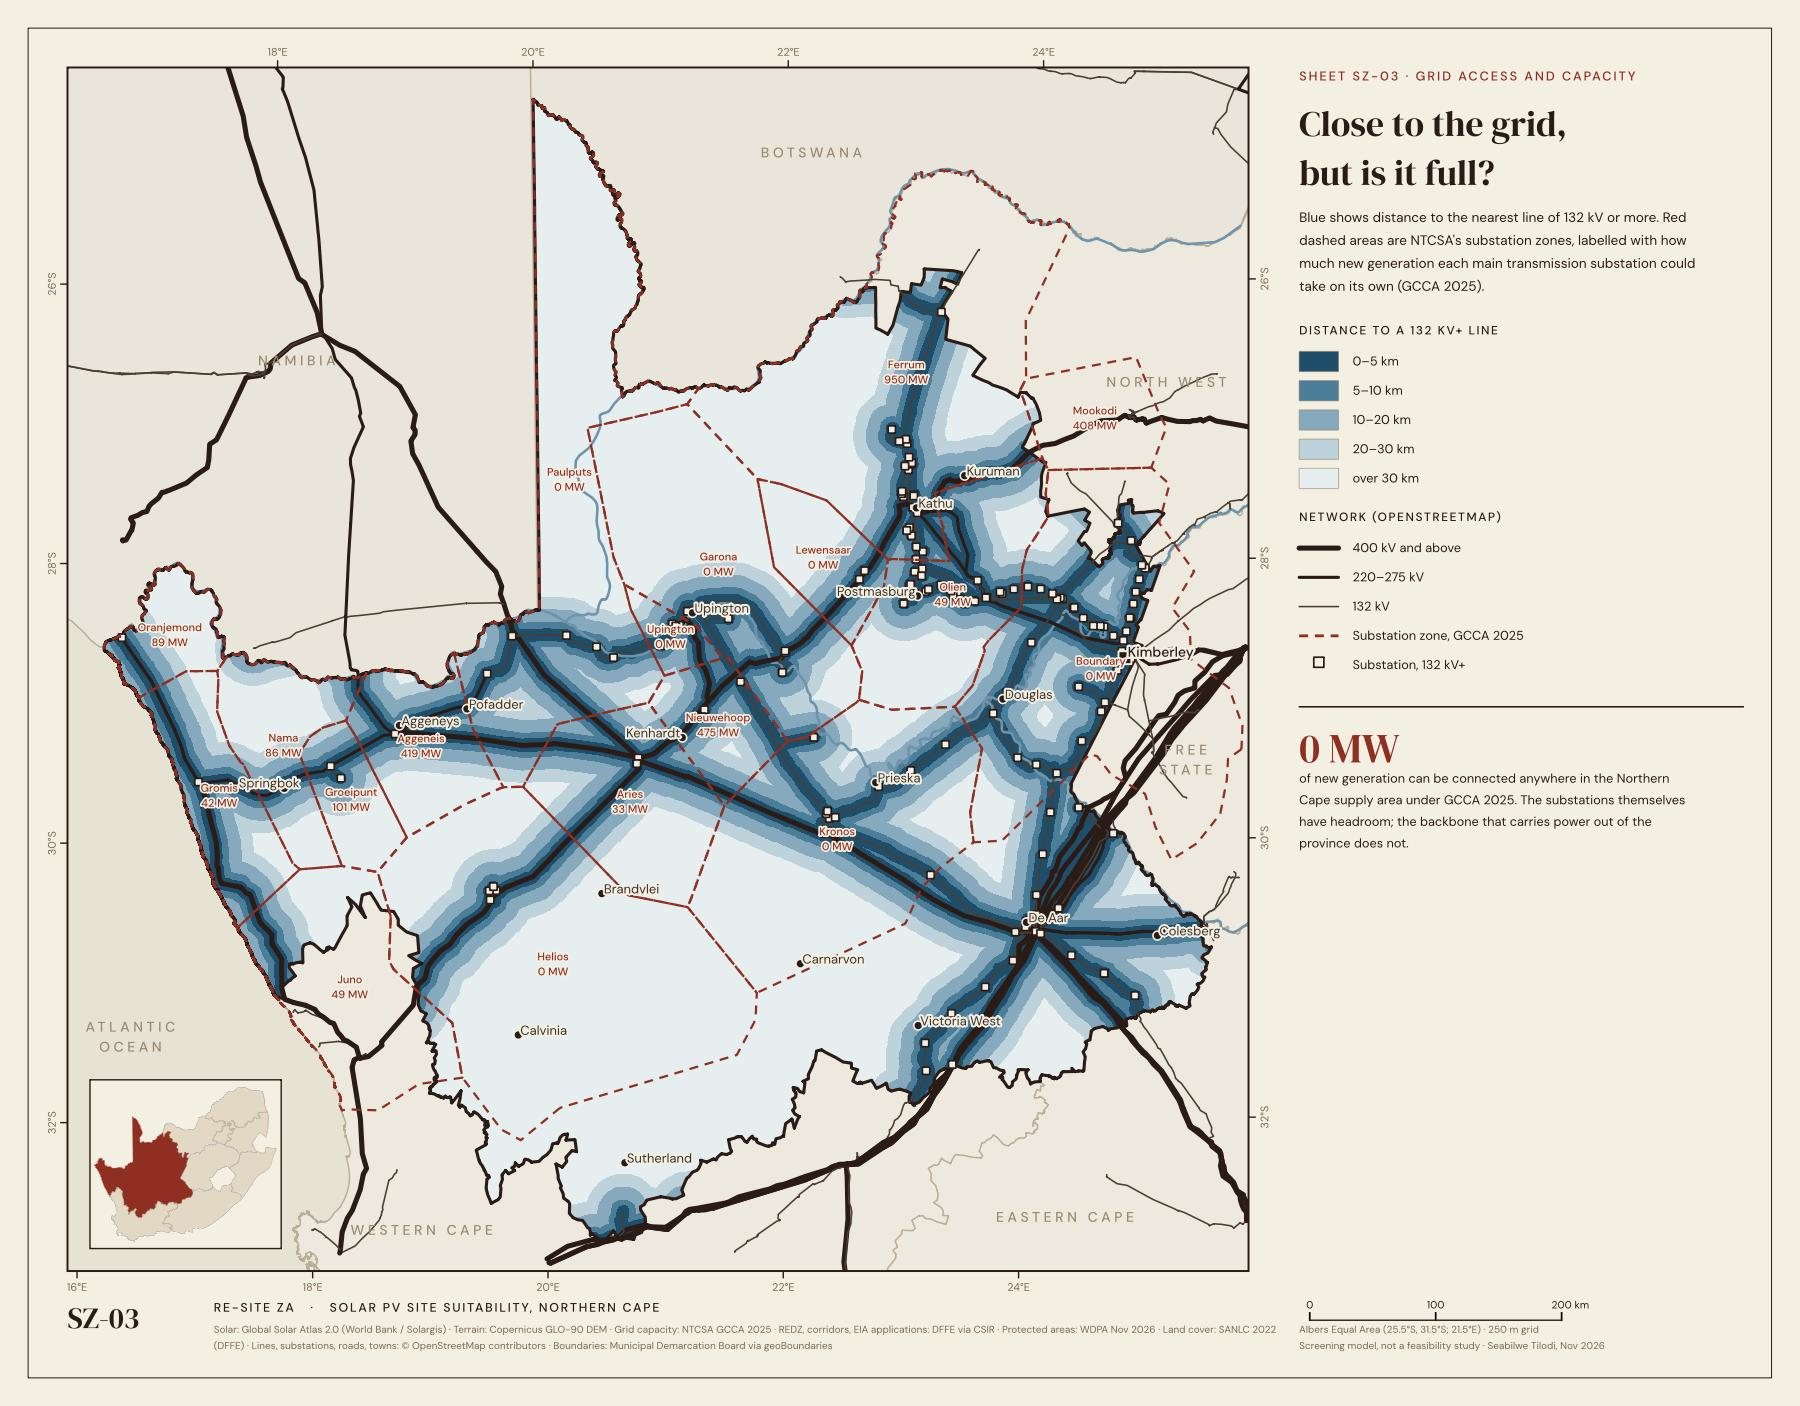 18°E
20°E
22°E
24°E
SHEET SZ-03 · GRID ACCESS AND CAPACITY
Close to the grid,
but is it full?
Blue shows distance to the nearest line of 132 kV or more. Red
dashed areas are NTCSA's substation zones, labelled with how
much new generation each main transmission substation could
take on its own (GCCA 2025).
DISTANCE TO A 132 KV+ LINE
0–5 km
5–10 km
10–20 km
20–30 km
over 30 km
NETWORK (OPENSTREETMAP)
400 kV and above
220–275 kV
132 kV
Substation zone, GCCA 2025
Substation, 132 kV+
0 MW
of new generation can be connected anywhere in the Northern
Cape supply area under GCCA 2025. The substations themselves
have headroom; the backbone that carries power out of the
province does not.
BOTSWANA
26°S
26°S
NAMIBIA
Ferrum
950 MW
NORTH WEST
Mookodi
408 MW
Paulputs
0 MW
Kuruman
Kathu
28°S
28°S
Garona
0 MW
Lewensaar
0 MW
Postmasburg
Olien
49 MW
Upington
Upington
0 MW
Oranjemond
89 MW
Kimberley
Boundary
0 MW
Douglas
Pofadder
Aggeneys
Aggeneis
419 MW
Nieuwehoop
475 MW
Kenhardt
Nama
86 MW
FREE
STATE
Springbok
Gromis
42 MW
Groeipunt
101 MW
Prieska
Aries
33 MW
Kronos
0 MW
30°S
30°S
Brandvlei
De Aar
Colesberg
Helios
0 MW
Carnarvon
Juno
49 MW
Victoria West
Calvinia
ATLANTIC
OCEAN
32°S
32°S
Sutherland
WESTERN CAPE
EASTERN CAPE
16°E
18°E
20°E
22°E
24°E
SZ-03
RE-SITE ZA · SOLAR PV SITE SUITABILITY, NORTHERN CAPE
Solar: Global Solar Atlas 2.0 (World Bank / Solargis) · Terrain: Copernicus GLO-90 DEM · Grid capacity: NTCSA GCCA 2025 · REDZ, corridors, EIA applications: DFFE via CSIR · Protected areas: WDPA Nov 2026 · Land cover: SANLC 2022
(DFFE) · Lines, substations, roads, towns: © OpenStreetMap contributors · Boundaries: Municipal Demarcation Board via geoBoundaries
0
100
200 km
Albers Equal Area (25.5°S, 31.5°S; 21.5°E) · 250 m grid
Screening model, not a feasibility study · Seabilwe Tilodi, Nov 2026